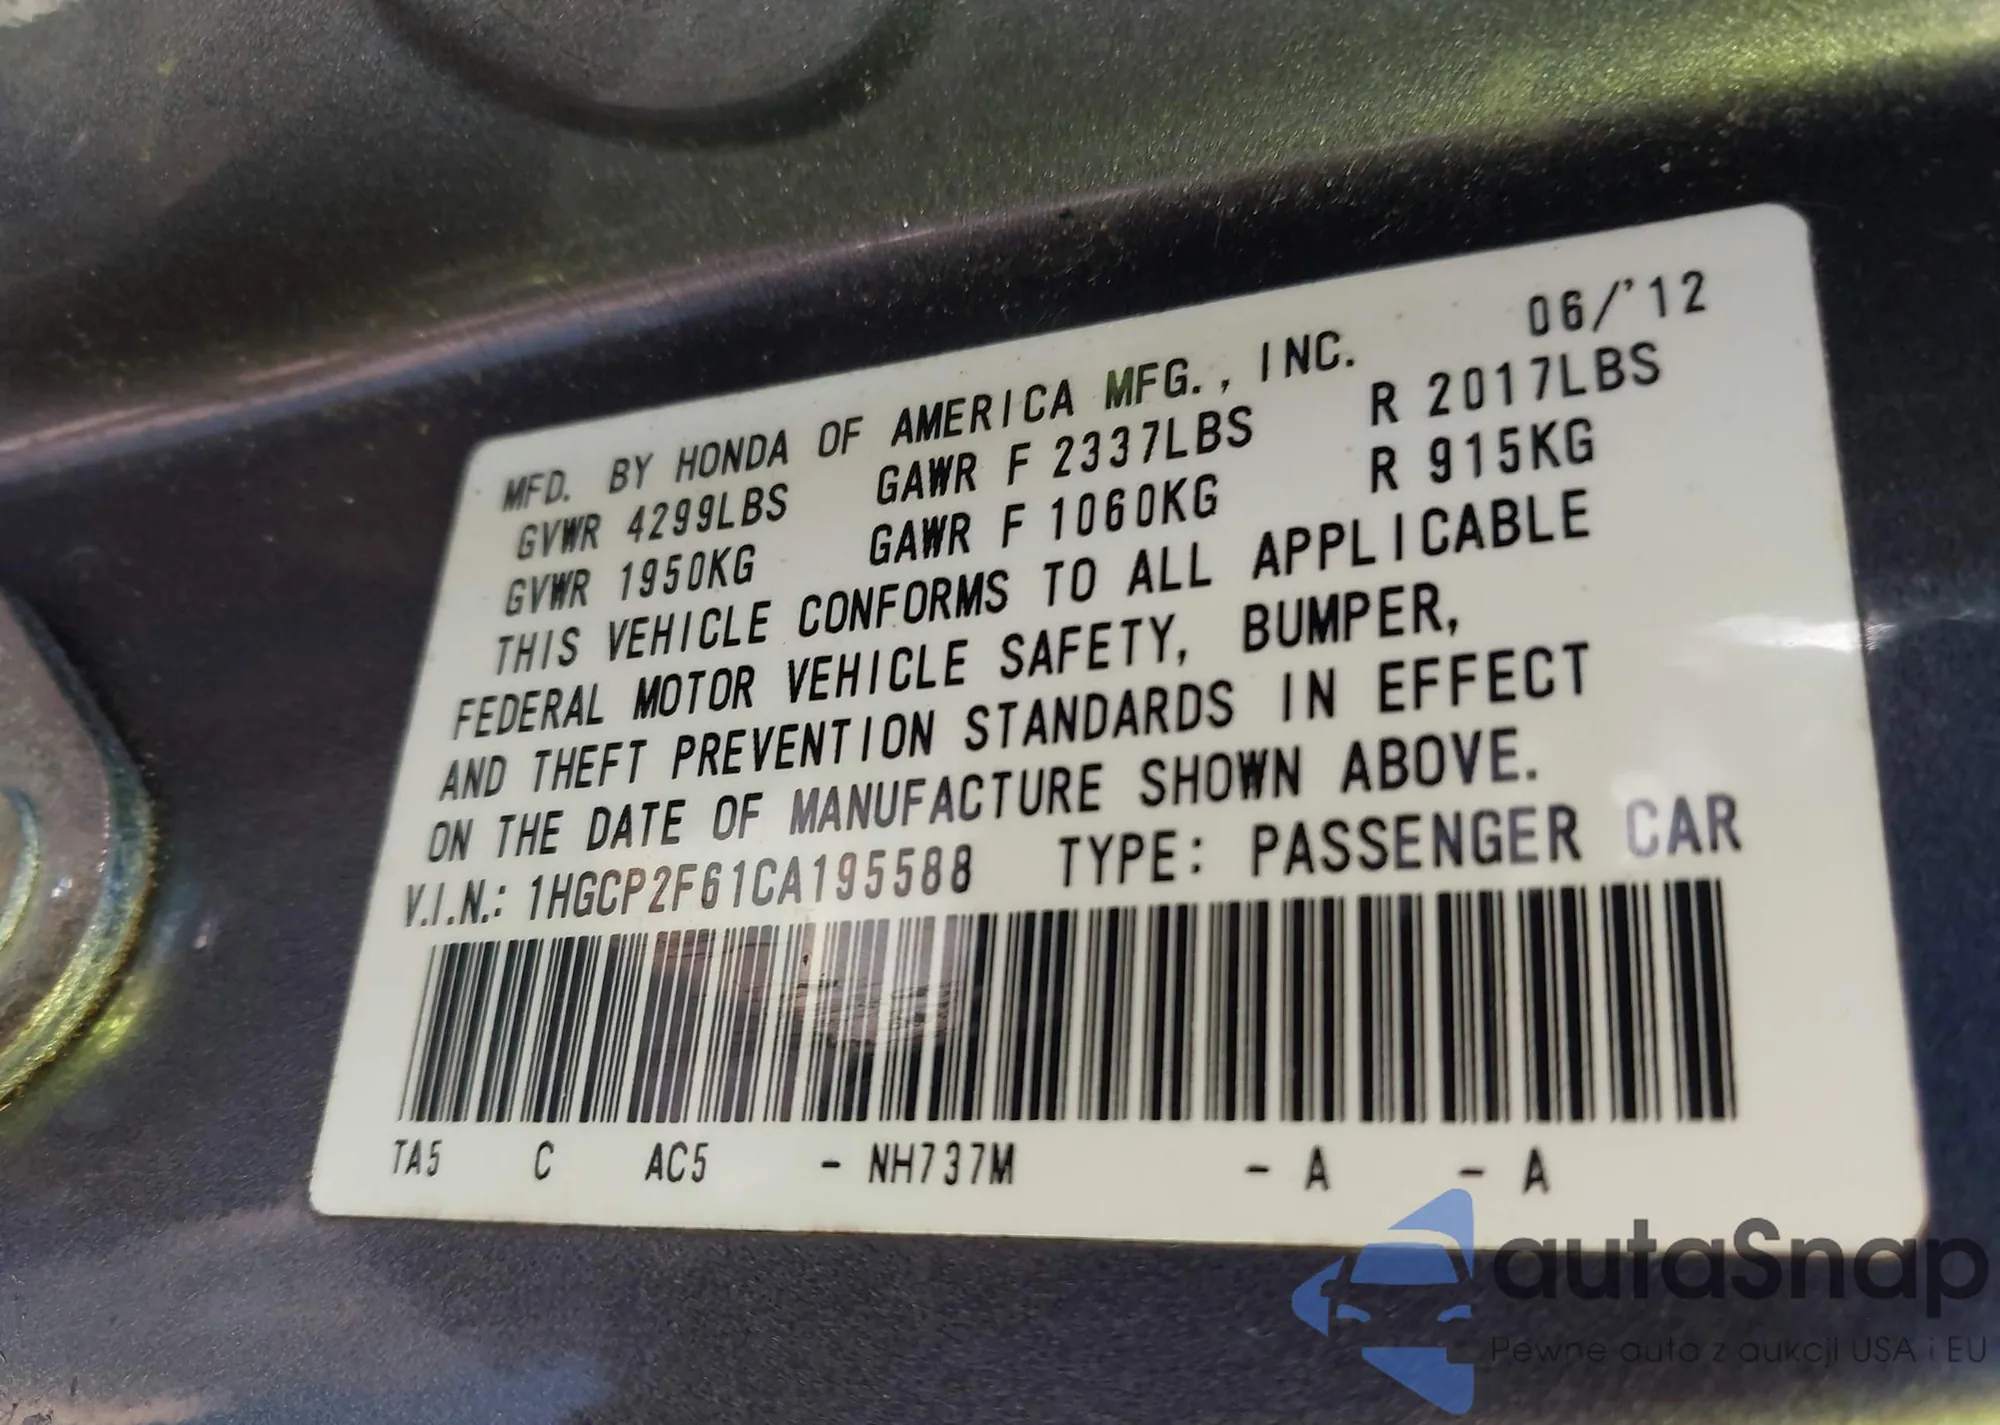 MFD. BY HONDA OF AMERICA MFG., INC. 06/'12
GVWR 4299LBS GAWR F 2337LBS R 2017LBS
GVWR 1950KG GAWR F 1060KG R 915KG
THIS VEHICLE CONFORMS TO ALL APPLICABLE
FEDERAL MOTOR VEHICLE SAFETY, BUMPER,
AND THEFT PREVENTION STANDARDS IN EFFECT
ON THE DATE OF MANUFACTURE SHOWN ABOVE.
V.I.N.: 1HGCP2F61CA195588 TYPE: PASSENGER CAR
TA5 C AC5 - NH737M - A - A
autaSnap
Pewne auta z aukcji USA i EU